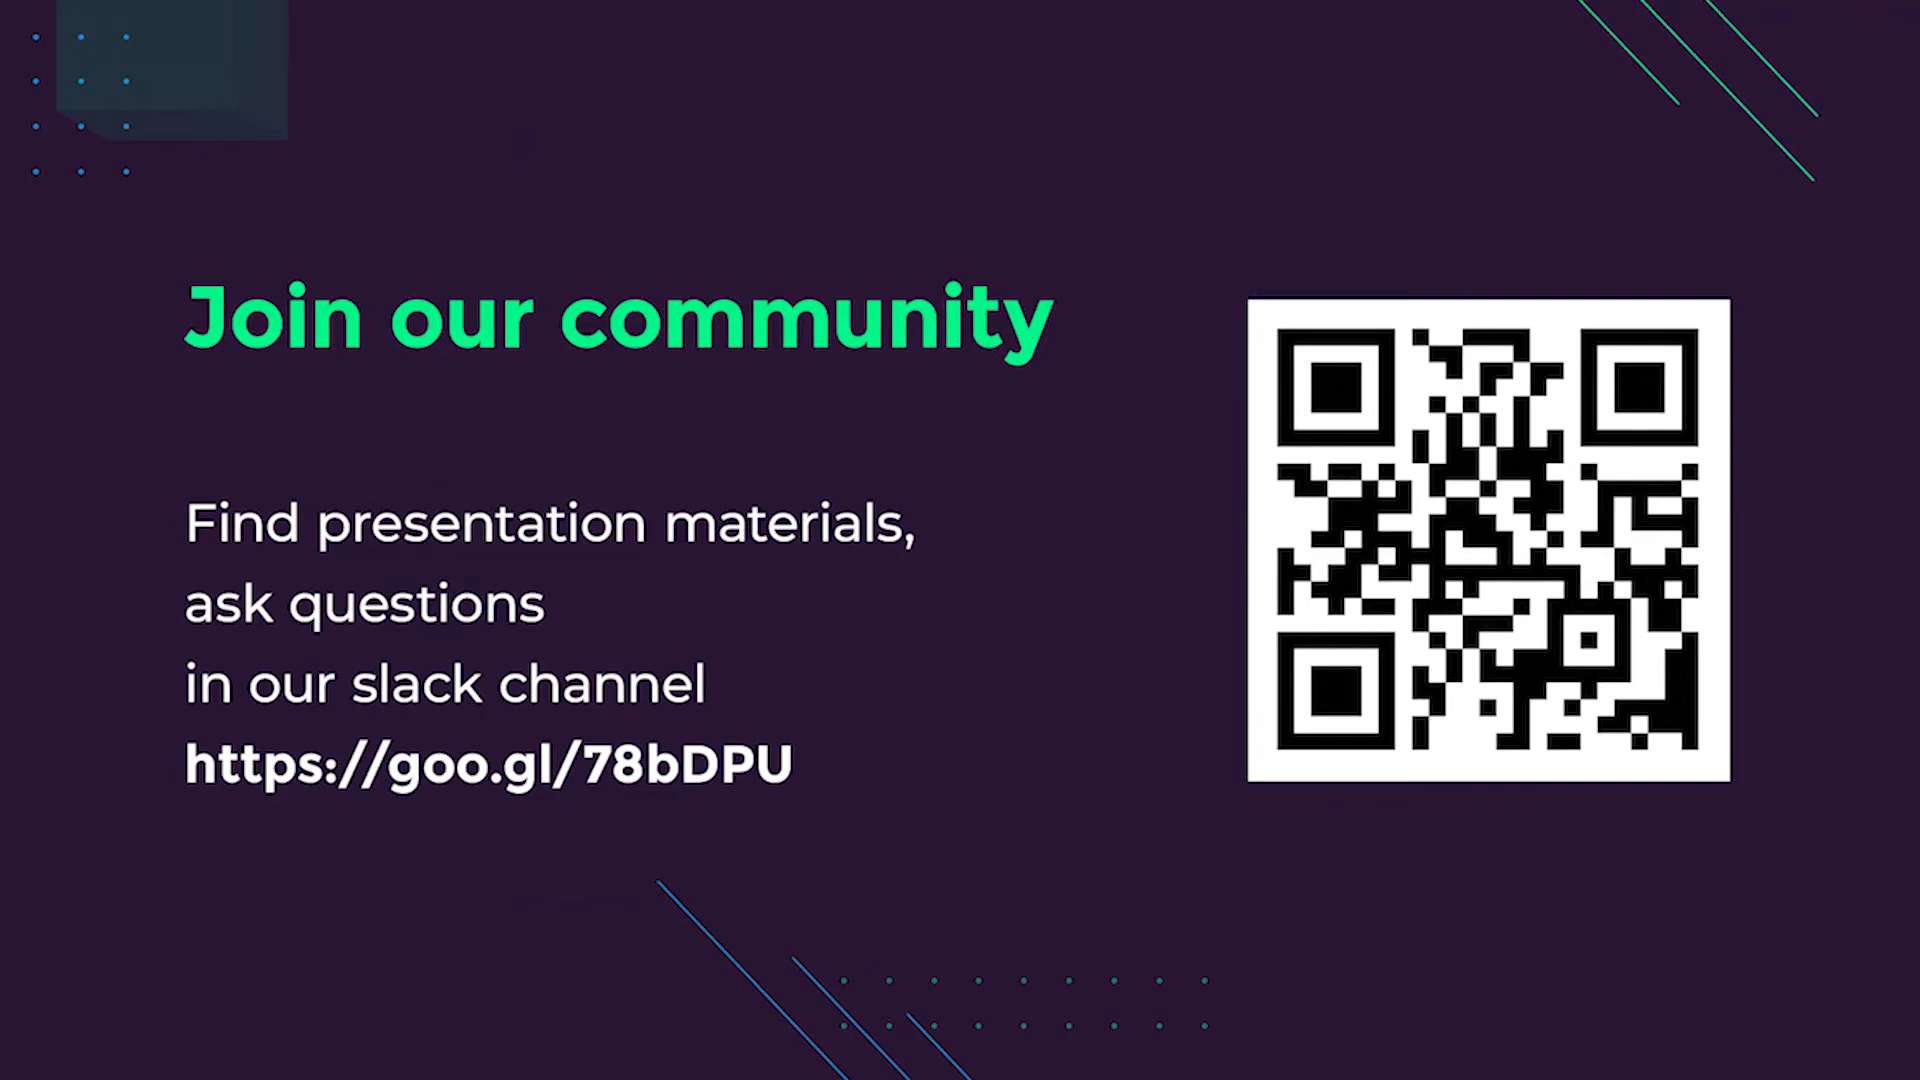 Join our community
Find presentation materials,
ask questions
in our slack channel
https://goo.gl/78bDPU